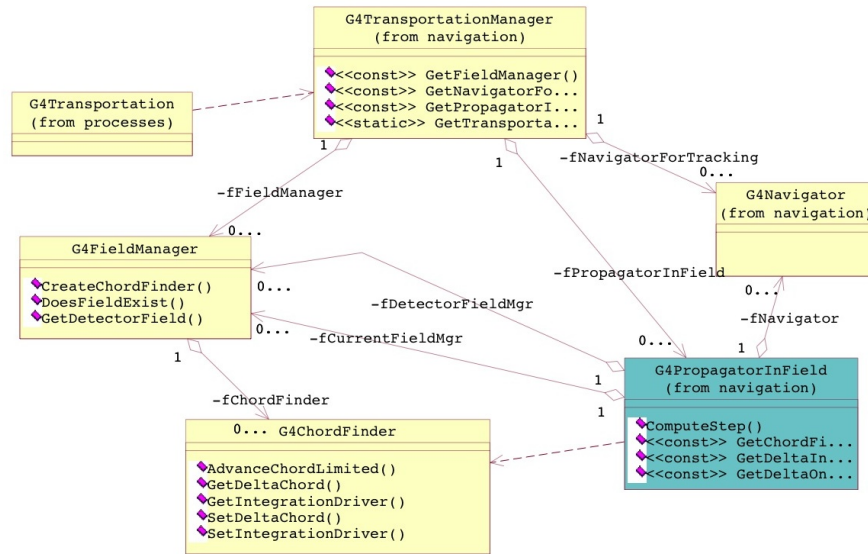 G4TransportationManager
(from navigation)
<<const>> GetFieldManager()
<<const>> GetNavigatorFo...
<<const>> GetPropagatorI...
<<static>> GetTransporta...
G4Transportation
(from processes)
1
1
1
-fNavigatorForTracking
0...
-fFieldManager
0...
G4Navigator
(from navigation)
G4FieldManager
CreateChordFinder()
DoesFieldExist()
GetDetectorField()
0...
0...
1
-fDetectorFieldMgr
-fCurrentFieldMgr
-fPropagatorInField
0...
0...
-fNavigator
1
1
1
G4PropagatorInField
(from navigation)
ComputeStep()
<<const>> GetChordFi...
<<const>> GetDeltaIn...
<<const>> GetDeltaOn...
-fChordFinder
0...
G4ChordFinder
AdvanceChordLimited()
GetDeltaChord()
GetIntegrationDriver()
SetDeltaChord()
SetIntegrationDriver()